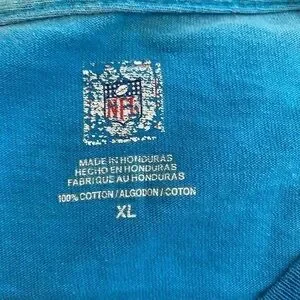 NFL
MADE IN HONDURAS
HECHO EN HONDURAS
FABRIQUE AU HONDURAS
100% COTTON / ALGODON / COTON
XL